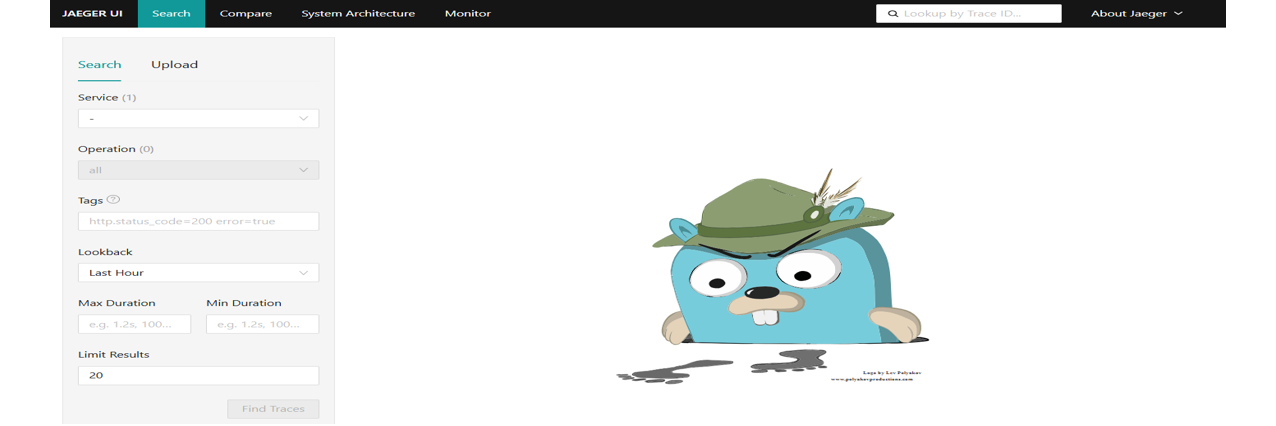 JAEGER UI Search Compare System Architecture Monitor Lookup by Trace ID... About Jaeger
Search Upload
Service (1)
-
Operation (0)
all
Tags
http.status_code=200 error=true
Lookback
Last Hour
Max Duration Min Duration
e.g. 1.2s, 100... e.g. 1.2s, 100...
Limit Results
20
Find Traces
Logo by Lev Polyakov
www.polyakovproductions.com